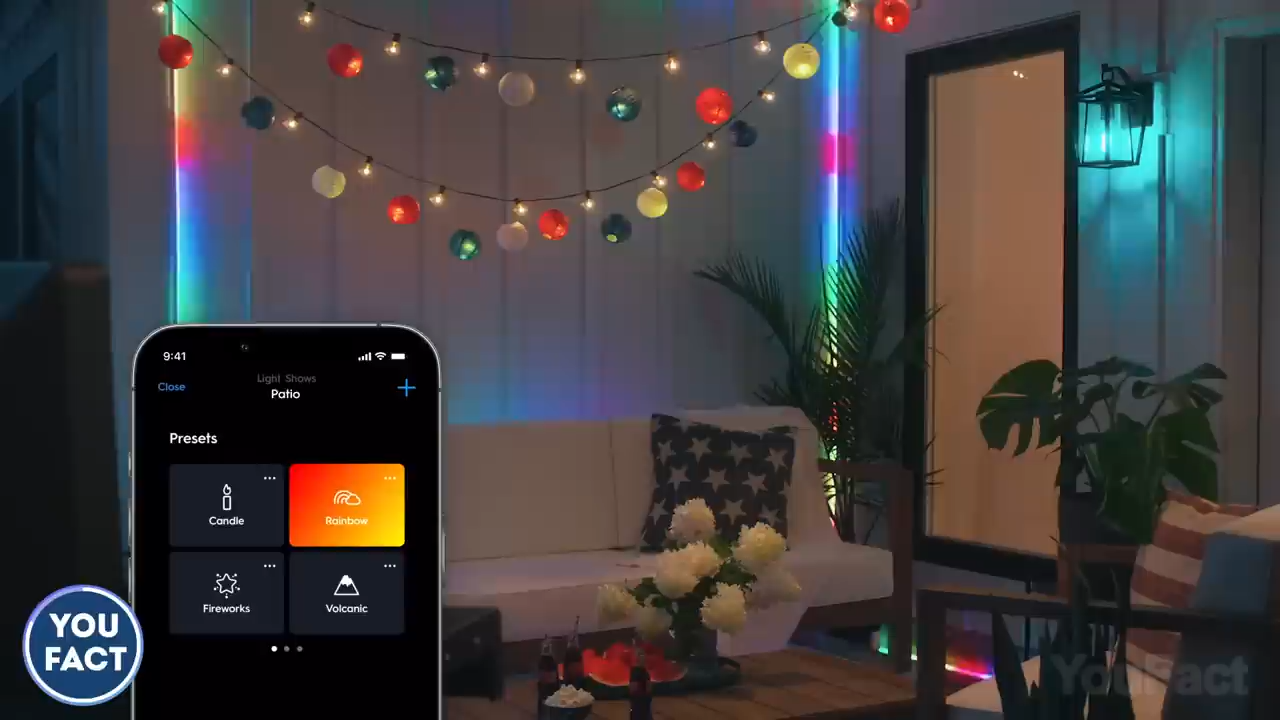 9:41
Close
Light Shows
Patio
Presets
Candle
Rainbow
Fireworks
Volcanic
YOU
FACT
YouFact